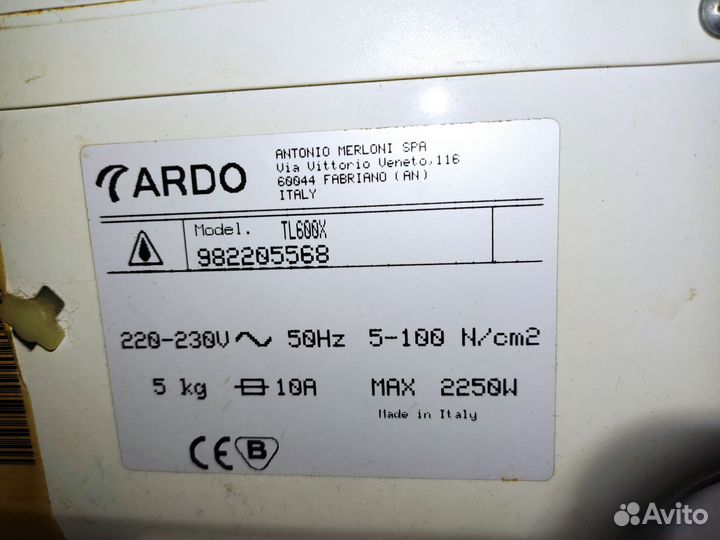 ARDO
ANTONIO MERLONI SPA
Via Vittorio Veneto,116
60044 FABRIANO (AN)
ITALY
Model. TL600X
982205568
220-230V ~ 50Hz 5-100 N/cm2
5 kg 10A MAX 2250W
Made in Italy
CE B
Avito